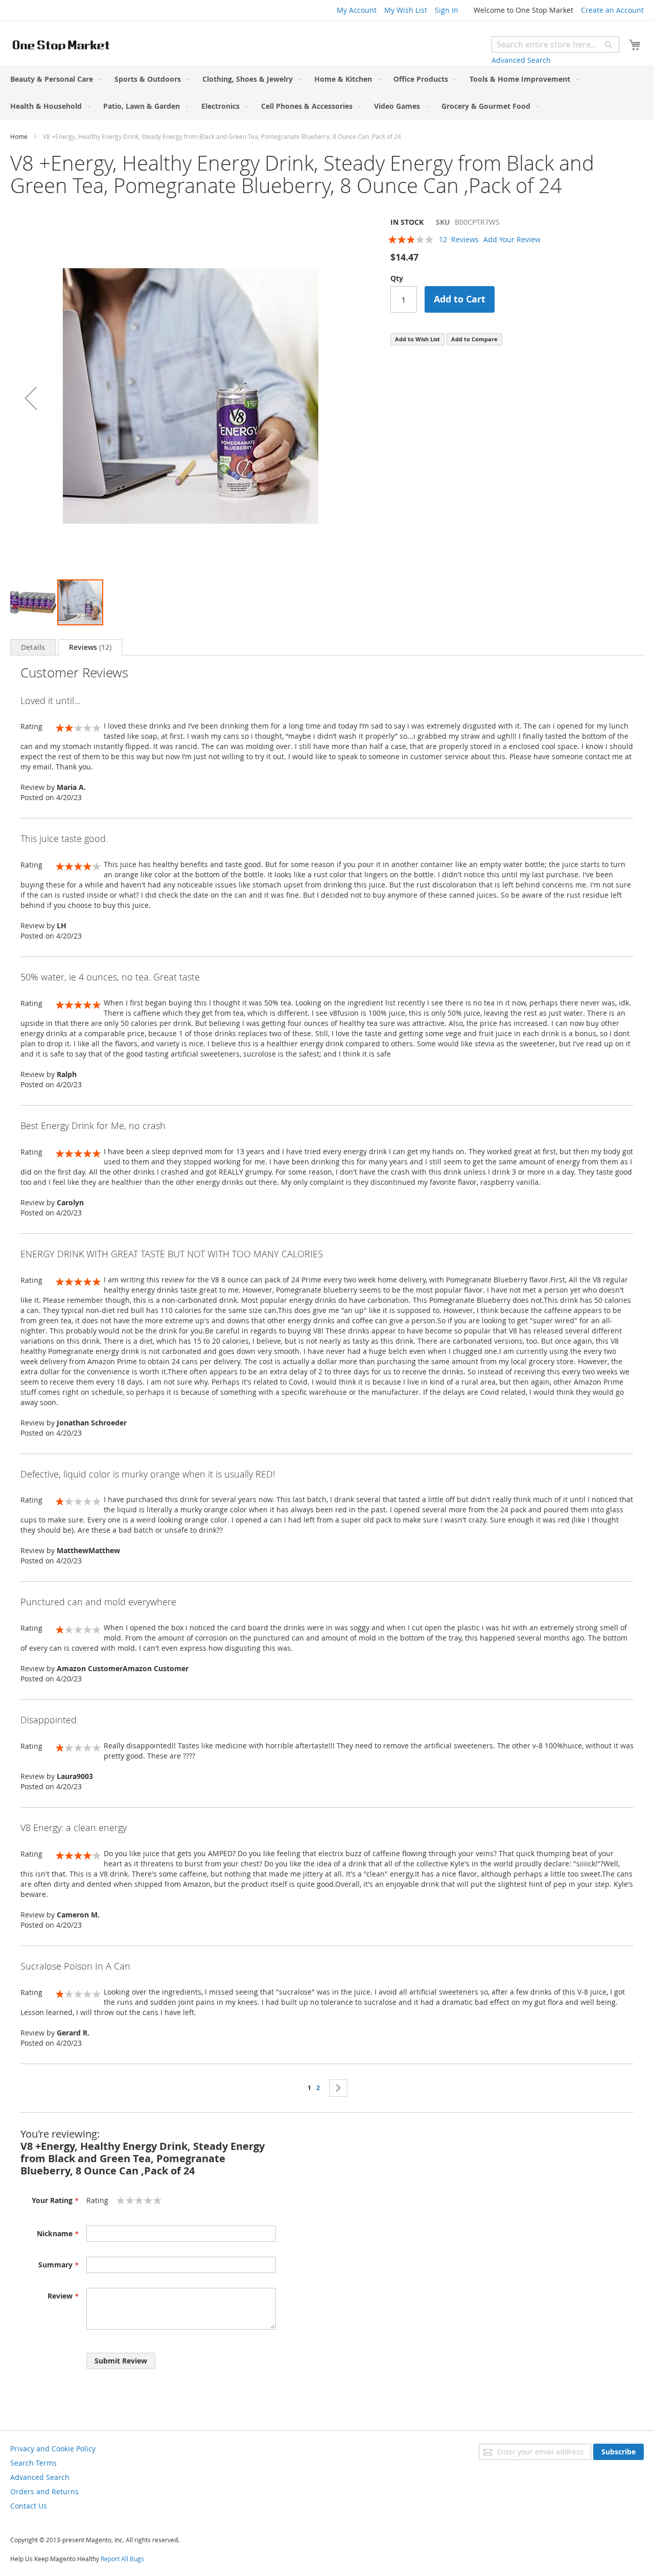 My Account My Wish List Sign In Welcome to One Stop Market Create an Account
One Stop Market
Search entire store here...
Advanced Search
Beauty & Personal Care Sports & Outdoors Clothing, Shoes & Jewelry Home & Kitchen Office Products Tools & Home Improvement
Health & Household Patio, Lawn & Garden Electronics Cell Phones & Accessories Video Games Grocery & Gourmet Food
Home V8 +Energy, Healthy Energy Drink, Steady Energy from Black and Green Tea, Pomegranate Blueberry, 8 Ounce Can ,Pack of 24
V8 +Energy, Healthy Energy Drink, Steady Energy from Black and
Green Tea, Pomegranate Blueberry, 8 Ounce Can ,Pack of 24
IN STOCK SKU B00CPTR7WS
12 Reviews Add Your Review
$14.47
Qty
1 Add to Cart
Add to Wish List Add to Compare
V8
+ENERGY
POMEGRANATE
BLUEBERRY
Details Reviews (12)
Customer Reviews
Loved it until...
Rating I loved these drinks and I've been drinking them for a long time and today I'm sad to say i was extremely disgusted with it. The can i opened for my lunch
tasted like soap, at first. I wash my cans so i thought, "maybe i didn't wash it properly" so...i grabbed my straw and ugh!!! I finally tasted the bottom of the
can and my stomach instantly flipped. It was rancid. The can was molding over. I still have more than half a case, that are properly stored in a enclosed cool space. I know i should
expect the rest of them to be this way but now I'm just not willing to try it out. I would like to speak to someone in customer service about this. Please have someone contact me at
my email. Thank you.
Review by Maria A.
Posted on 4/20/23
This juice taste good.
Rating This juice has healthy benefits and taste good. But for some reason if you pour it in another container like an empty water bottle; the juice starts to turn
an orange like color at the bottom of the bottle. It looks like a rust color that lingers on the bottle. I didn't notice this until my last purchase. I've been
buying these for a while and haven't had any noticeable issues like stomach upset from drinking this juice. But the rust discoloration that is left behind concerns me. I'm not sure
if the can is rusted inside or what? I did check the date on the can and it was fine. But I decided not to buy anymore of these canned juices. So be aware of the rust residue left
behind if you choose to buy this juice.
Review by LH
Posted on 4/20/23
50% water, ie 4 ounces, no tea. Great taste
Rating When I first began buying this I thought it was 50% tea. Looking on the ingredient list recently I see there is no tea in it now, perhaps there never was, idk.
There is caffiene which they get from tea, which is different. I see v8fusion is 100% juice, this is only 50% juice, leaving the rest as just water. There is an
upside in that there are only 50 calories per drink. But believing I was getting four ounces of healthy tea sure was attractive. Also, the price has increased. I can now buy other
energy drinks at a comparable price, because 1 of those drinks replaces two of these. Still, I love the taste and getting some vege and fruit juice in each drink is a bonus, so I dont
plan to drop it. I like all the flavors, and variety is nice. I believe this is a healthier energy drink compared to others. Some would like stevia as the sweetener, but I've read up on it
and it is safe to say that of the good tasting artificial sweeteners, sucrolose is the safest; and I think it is safe
Review by Ralph
Posted on 4/20/23
Best Energy Drink for Me, no crash
Rating I have been a sleep deprived mom for 13 years and I have tried every energy drink I can get my hands on. They worked great at first, but then my body got
used to them and they stopped working for me. I have been drinking this for many years and I still seem to get the same amount of energy from them as I
did on the first day. All the other drinks I crashed and got REALLY grumpy. For some reason, I don't have the crash with this drink unless I drink 3 or more in a day. They taste good
too and I feel like they are healthier than the other energy drinks out there. My only complaint is they discontinued my favorite flavor, raspberry vanilla.
Review by Carolyn
Posted on 4/20/23
ENERGY DRINK WITH GREAT TASTE BUT NOT WITH TOO MANY CALORIES
Rating I am writing this review for the V8 8 ounce can pack of 24 Prime every two week home delivery, with Pomegranate Blueberry flavor.First, All the V8 regular
healthy energy drinks taste great to me. However, Pomegranate blueberry seems to be the most popular flavor. I have not met a person yet who doesn't
like it. Please remember though, this is a non-carbonated drink. Most popular energy drinks do have carbonation. This Pomegranate Blueberry does not.This drink has 50 calories
a can. They typical non-diet red bull has 110 calories for the same size can.This does give me "an up" like it is supposed to. However, I think because the caffeine appears to be
from green tea, it does not have the more extreme up's and downs that other energy drinks and coffee can give a person.So if you are looking to get "super wired" for an all-
nighter. This probably would not be the drink for you.Be careful in regards to buying V8! These drinks appear to have become so popular that V8 has released several different
variations on this drink. There is a diet, which has 15 to 20 calories, I believe, but it is not nearly as tasty as this drink. There are carbonated versions, too. But once again, this V8
healthy Pomegranate energy drink is not carbonated and goes down very smooth. I have never had a huge belch even when I chugged one.I am currently using the every two
week delivery from Amazon Prime to obtain 24 cans per delivery. The cost is actually a dollar more than purchasing the same amount from my local grocery store. However, the
extra dollar for the convenience is worth it.There often appears to be an extra delay of 2 to three days for us to receive the drinks. So instead of receiving this every two weeks we
seem to receive them every 18 days. I am not sure why. Perhaps it's related to Covid. I would think it is because I live in kind of a rural area, but then again, other Amazon Prime
stuff comes right on schedule, so perhaps it is because of something with a specific warehouse or the manufacturer. If the delays are Covid related, I would think they would go
away soon.
Review by Jonathan Schroeder
Posted on 4/20/23
Defective, liquid color is murky orange when it is usually RED!
Rating I have purchased this drink for several years now. This last batch, I drank several that tasted a little off but didn't really think much of it until I noticed that
the liquid is literally a murky orange color when it has always been red in the past. I opened several more from the 24 pack and poured them into glass
cups to make sure. Every one is a weird looking orange color. I opened a can I had left from a super old pack to make sure I wasn't crazy. Sure enough it was red (like I thought
they should be). Are these a bad batch or unsafe to drink??
Review by MatthewMatthew
Posted on 4/20/23
Punctured can and mold everywhere
Rating When I opened the box i noticed the card board the drinks were in was soggy and when I cut open the plastic i was hit with an extremely strong smell of
mold. From the amount of corrosion on the punctured can and amount of mold in the bottom of the tray, this happened several months ago. The bottom
of every can is covered with mold. I can't even express how disgusting this was.
Review by Amazon CustomerAmazon Customer
Posted on 4/20/23
Disappointed
Rating Really disappointed!! Tastes like medicine with horrible aftertaste!!! They need to remove the artificial sweeteners. The other v-8 100%huice, without it was
pretty good. These are ????
Review by Laura9003
Posted on 4/20/23
V8 Energy: a clean energy
Rating Do you like juice that gets you AMPED? Do you like feeling that electrix buzz of caffeine flowing through your veins? That quick thumping beat of your
heart as it threatens to burst from your chest? Do you like the idea of a drink that all of the collective Kyle's in the world proudly declare: "siiiick!"?Well,
this isn't that. This is a V8 drink. There's some caffeine, but nothing that made me jittery at all. It's a "clean" energy.It has a nice flavor, although perhaps a little too sweet.The cans
are often dirty and dented when shipped from Amazon, but the product itself is quite good.Overall, it's an enjoyable drink that will put the slightest hint of pep in your step. Kyle's
beware.
Review by Cameron M.
Posted on 4/20/23
Sucralose Poison In A Can
Rating Looking over the ingredients, I missed seeing that "sucralose" was in the juice. I avoid all artificial sweeteners so, after a few drinks of this V-8 juice, I got
the runs and sudden joint pains in my knees. I had built up no tolerance to sucralose and it had a dramatic bad effect on my gut flora and well being.
Lesson learned, I will throw out the cans I have left.
Review by Gerard R.
Posted on 4/20/23
1 2
You're reviewing:
V8 +Energy, Healthy Energy Drink, Steady Energy
from Black and Green Tea, Pomegranate
Blueberry, 8 Ounce Can ,Pack of 24
Your Rating * Rating
Nickname *
Summary *
Review *
Submit Review
Privacy and Cookie Policy
Search Terms
Advanced Search
Orders and Returns
Contact Us
Enter your email address Subscribe
Copyright © 2013-present Magento, Inc. All rights reserved.
Help Us Keep Magento Healthy Report All Bugs